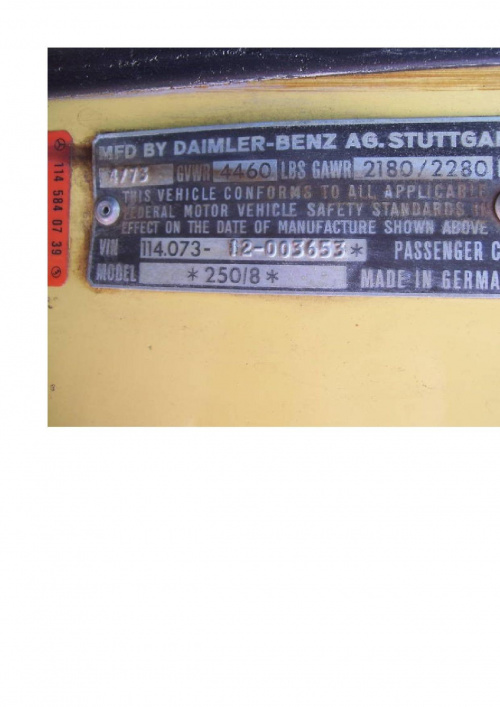 MFD BY DAIMLER-BENZ AG. STUTTGA
4/73 GVWR 4460 LBS GAWR 2180/2280
THIS VEHICLE CONFORMS TO ALL APPLICABLE
FEDERAL MOTOR VEHICLE SAFETY STANDARDS
EFFECT ON THE DATE OF MANUFACTURE SHOWN ABOVE
VIN 114.073- 12-003653 * PASSENGER C
MODEL * 250/8 * MADE IN GERMA
114 584 07 39